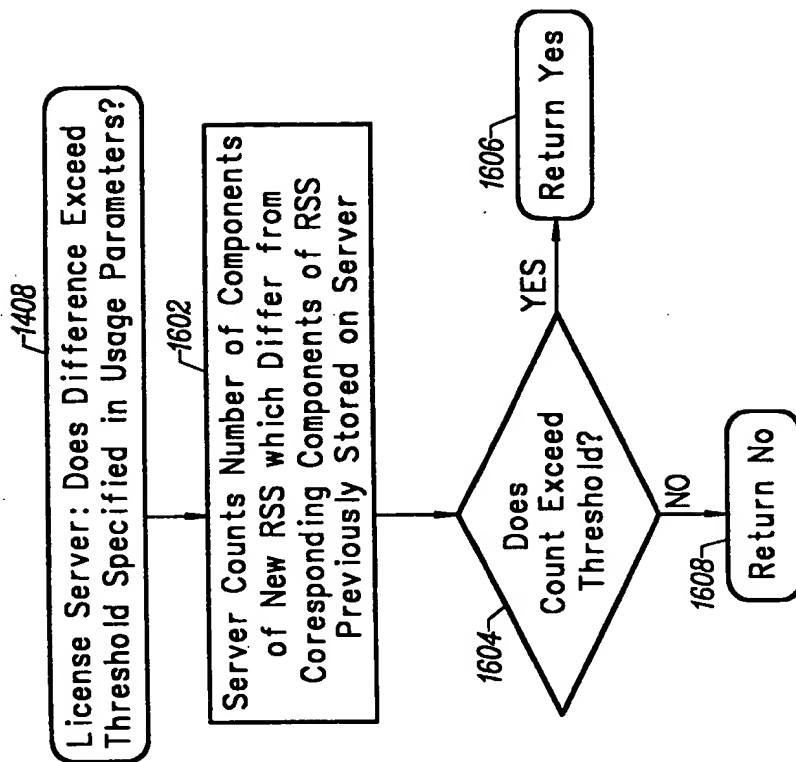 1408
License Server: Does Difference Exceed
Threshold Specified in Usage Parameters?
1602
Server Counts Number of Components
of New RSS which Differ from
Coresponding Components of RSS
Previously Stored on Server
1604
Does
Count Exceed
Threshold?
YES
1606
Return Yes
NO
1608
Return No